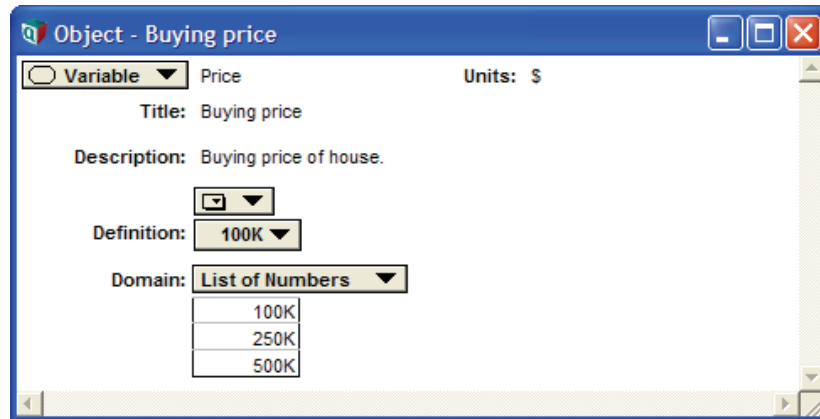 Object - Buying price
Variable Price Units: $
Title: Buying price
Description: Buying price of house.
Definition: 100K
Domain: List of Numbers
100K
250K
500K